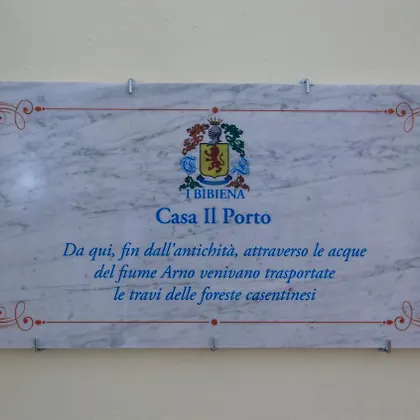 I BIBIENA
Casa Il Porto
Da qui, fin dall'antichità, attraverso le acque
del fiume Arno venivano trasportate
le travi delle foreste casentinesi